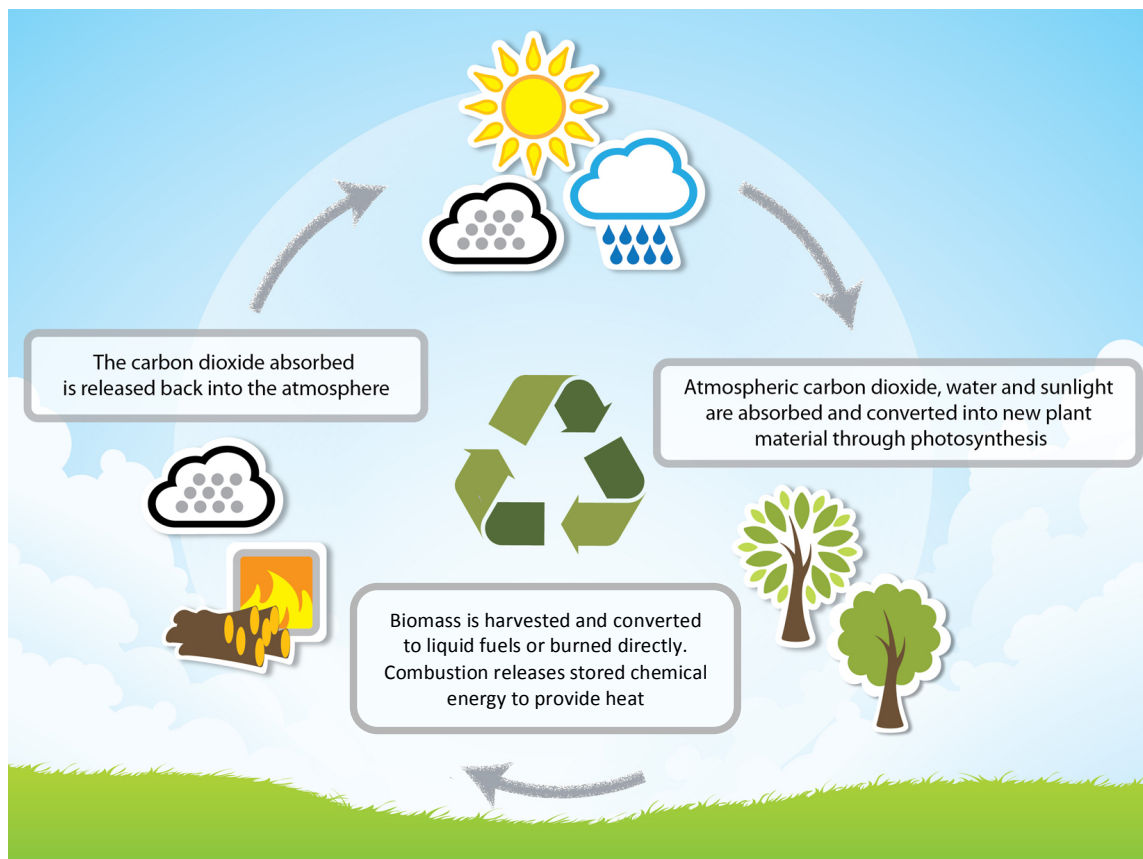 The carbon dioxide absorbed
is released back into the atmosphere
Atmospheric carbon dioxide, water and sunlight
are absorbed and converted into new plant
material through photosynthesis
Biomass is harvested and converted
to liquid fuels or burned directly.
Combustion releases stored chemical
energy to provide heat